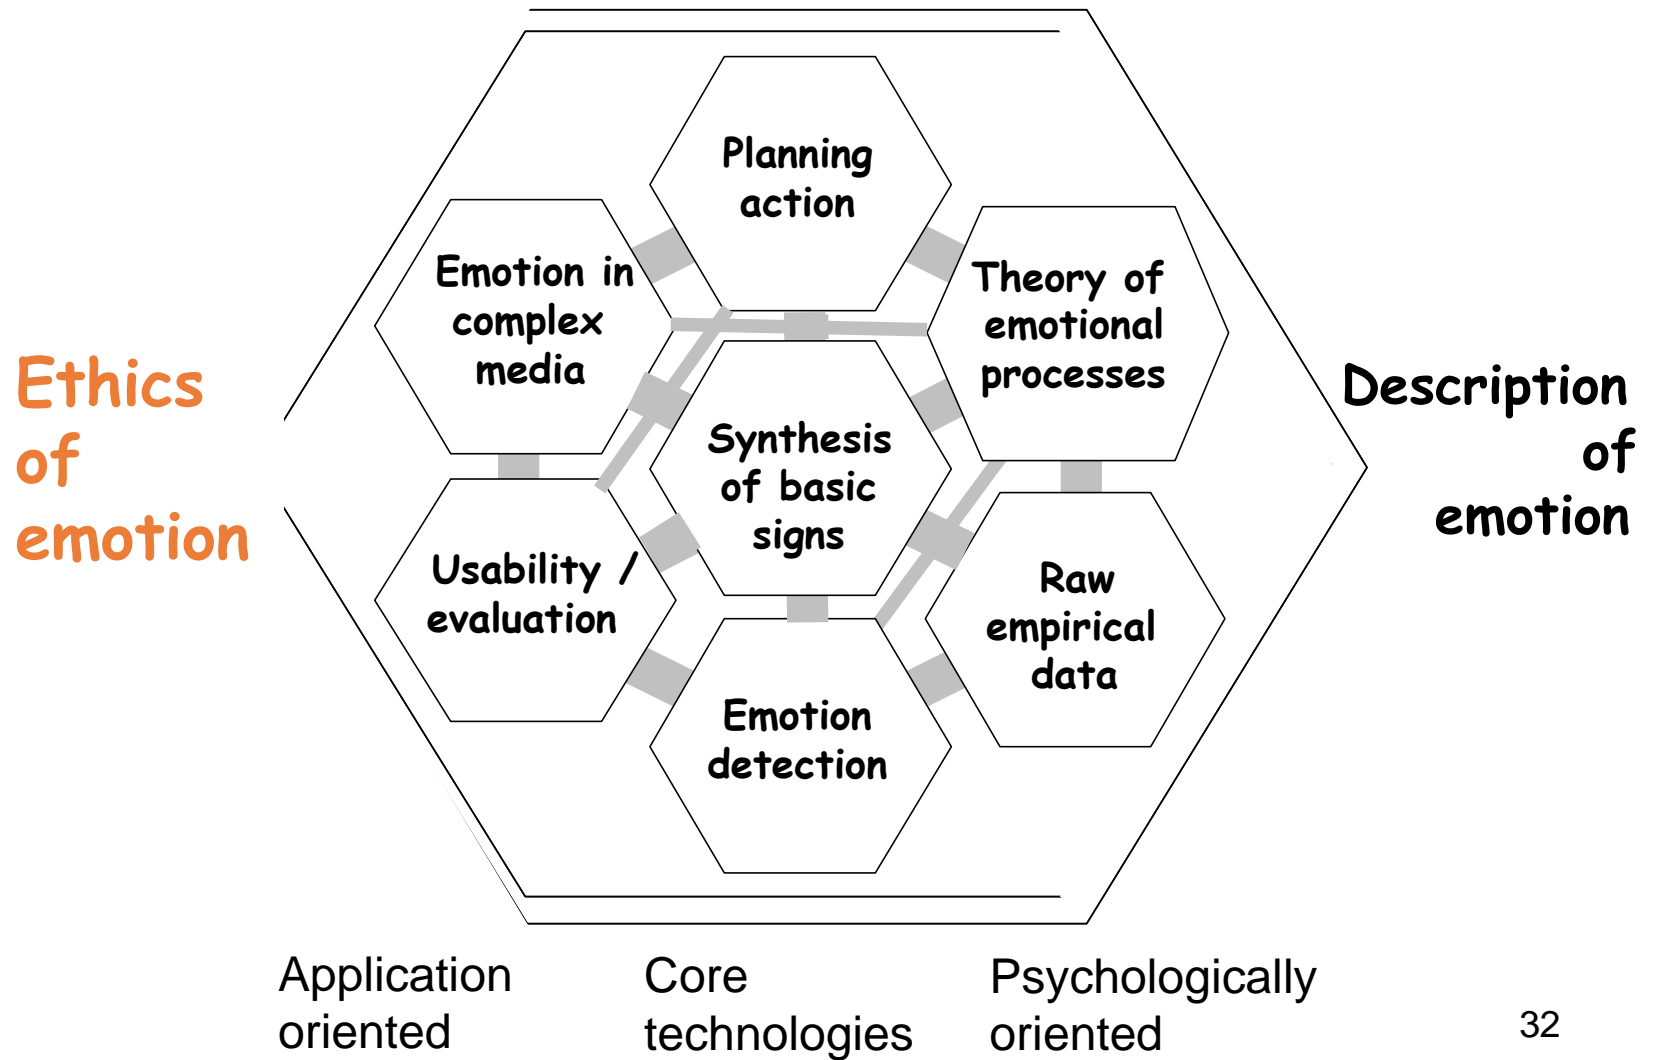 Planning
action
Emotion in
complex
media
Theory of
emotional
processes
Ethics
of
emotion
Description
of
emotion
Synthesis
of basic
signs
Usability /
evaluation
Raw
empirical
data
Emotion
detection
Application
oriented
Core
technologies
Psychologically
oriented
32